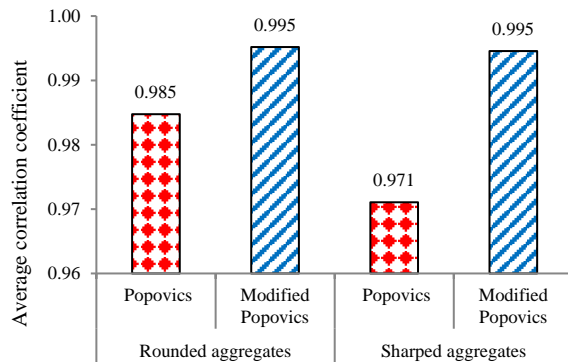 Average correlation coefficient
1.00
0.99
0.98
0.97
0.96
0.985
0.995
0.971
0.995
Popovics
Modified
Popovics
Popovics
Modified
Popovics
Rounded aggregates
Sharped aggregates